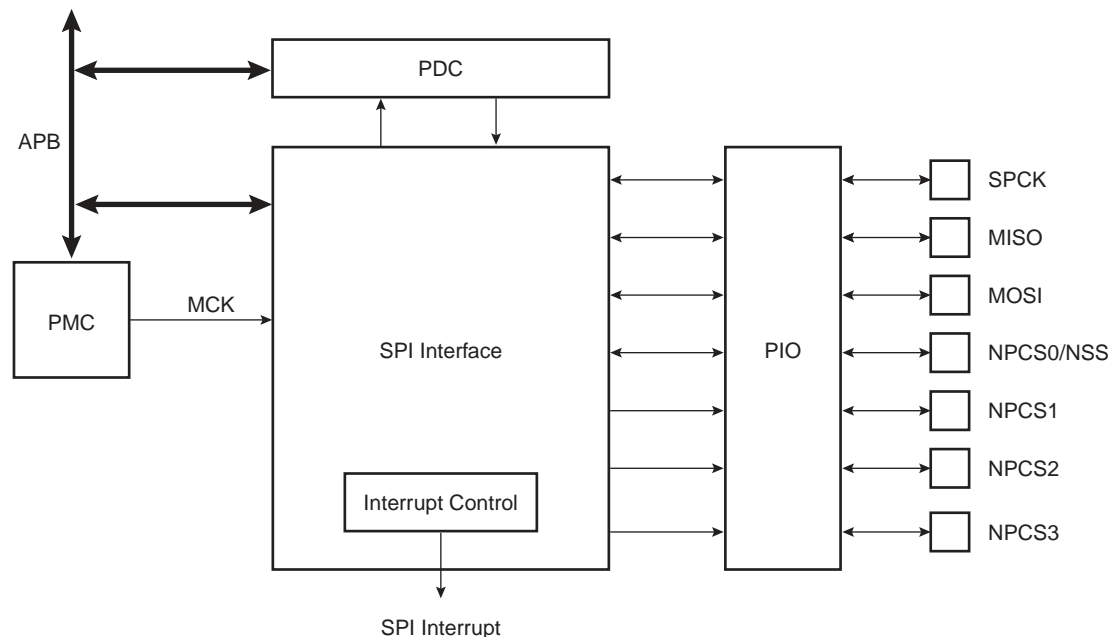 PDC
APB
SPCK
MISO
MCK
MOSI
PMC
SPI Interface
PIO
NPCS0/NSS
NPCS1
NPCS2
Interrupt Control
NPCS3
SPI Interrupt